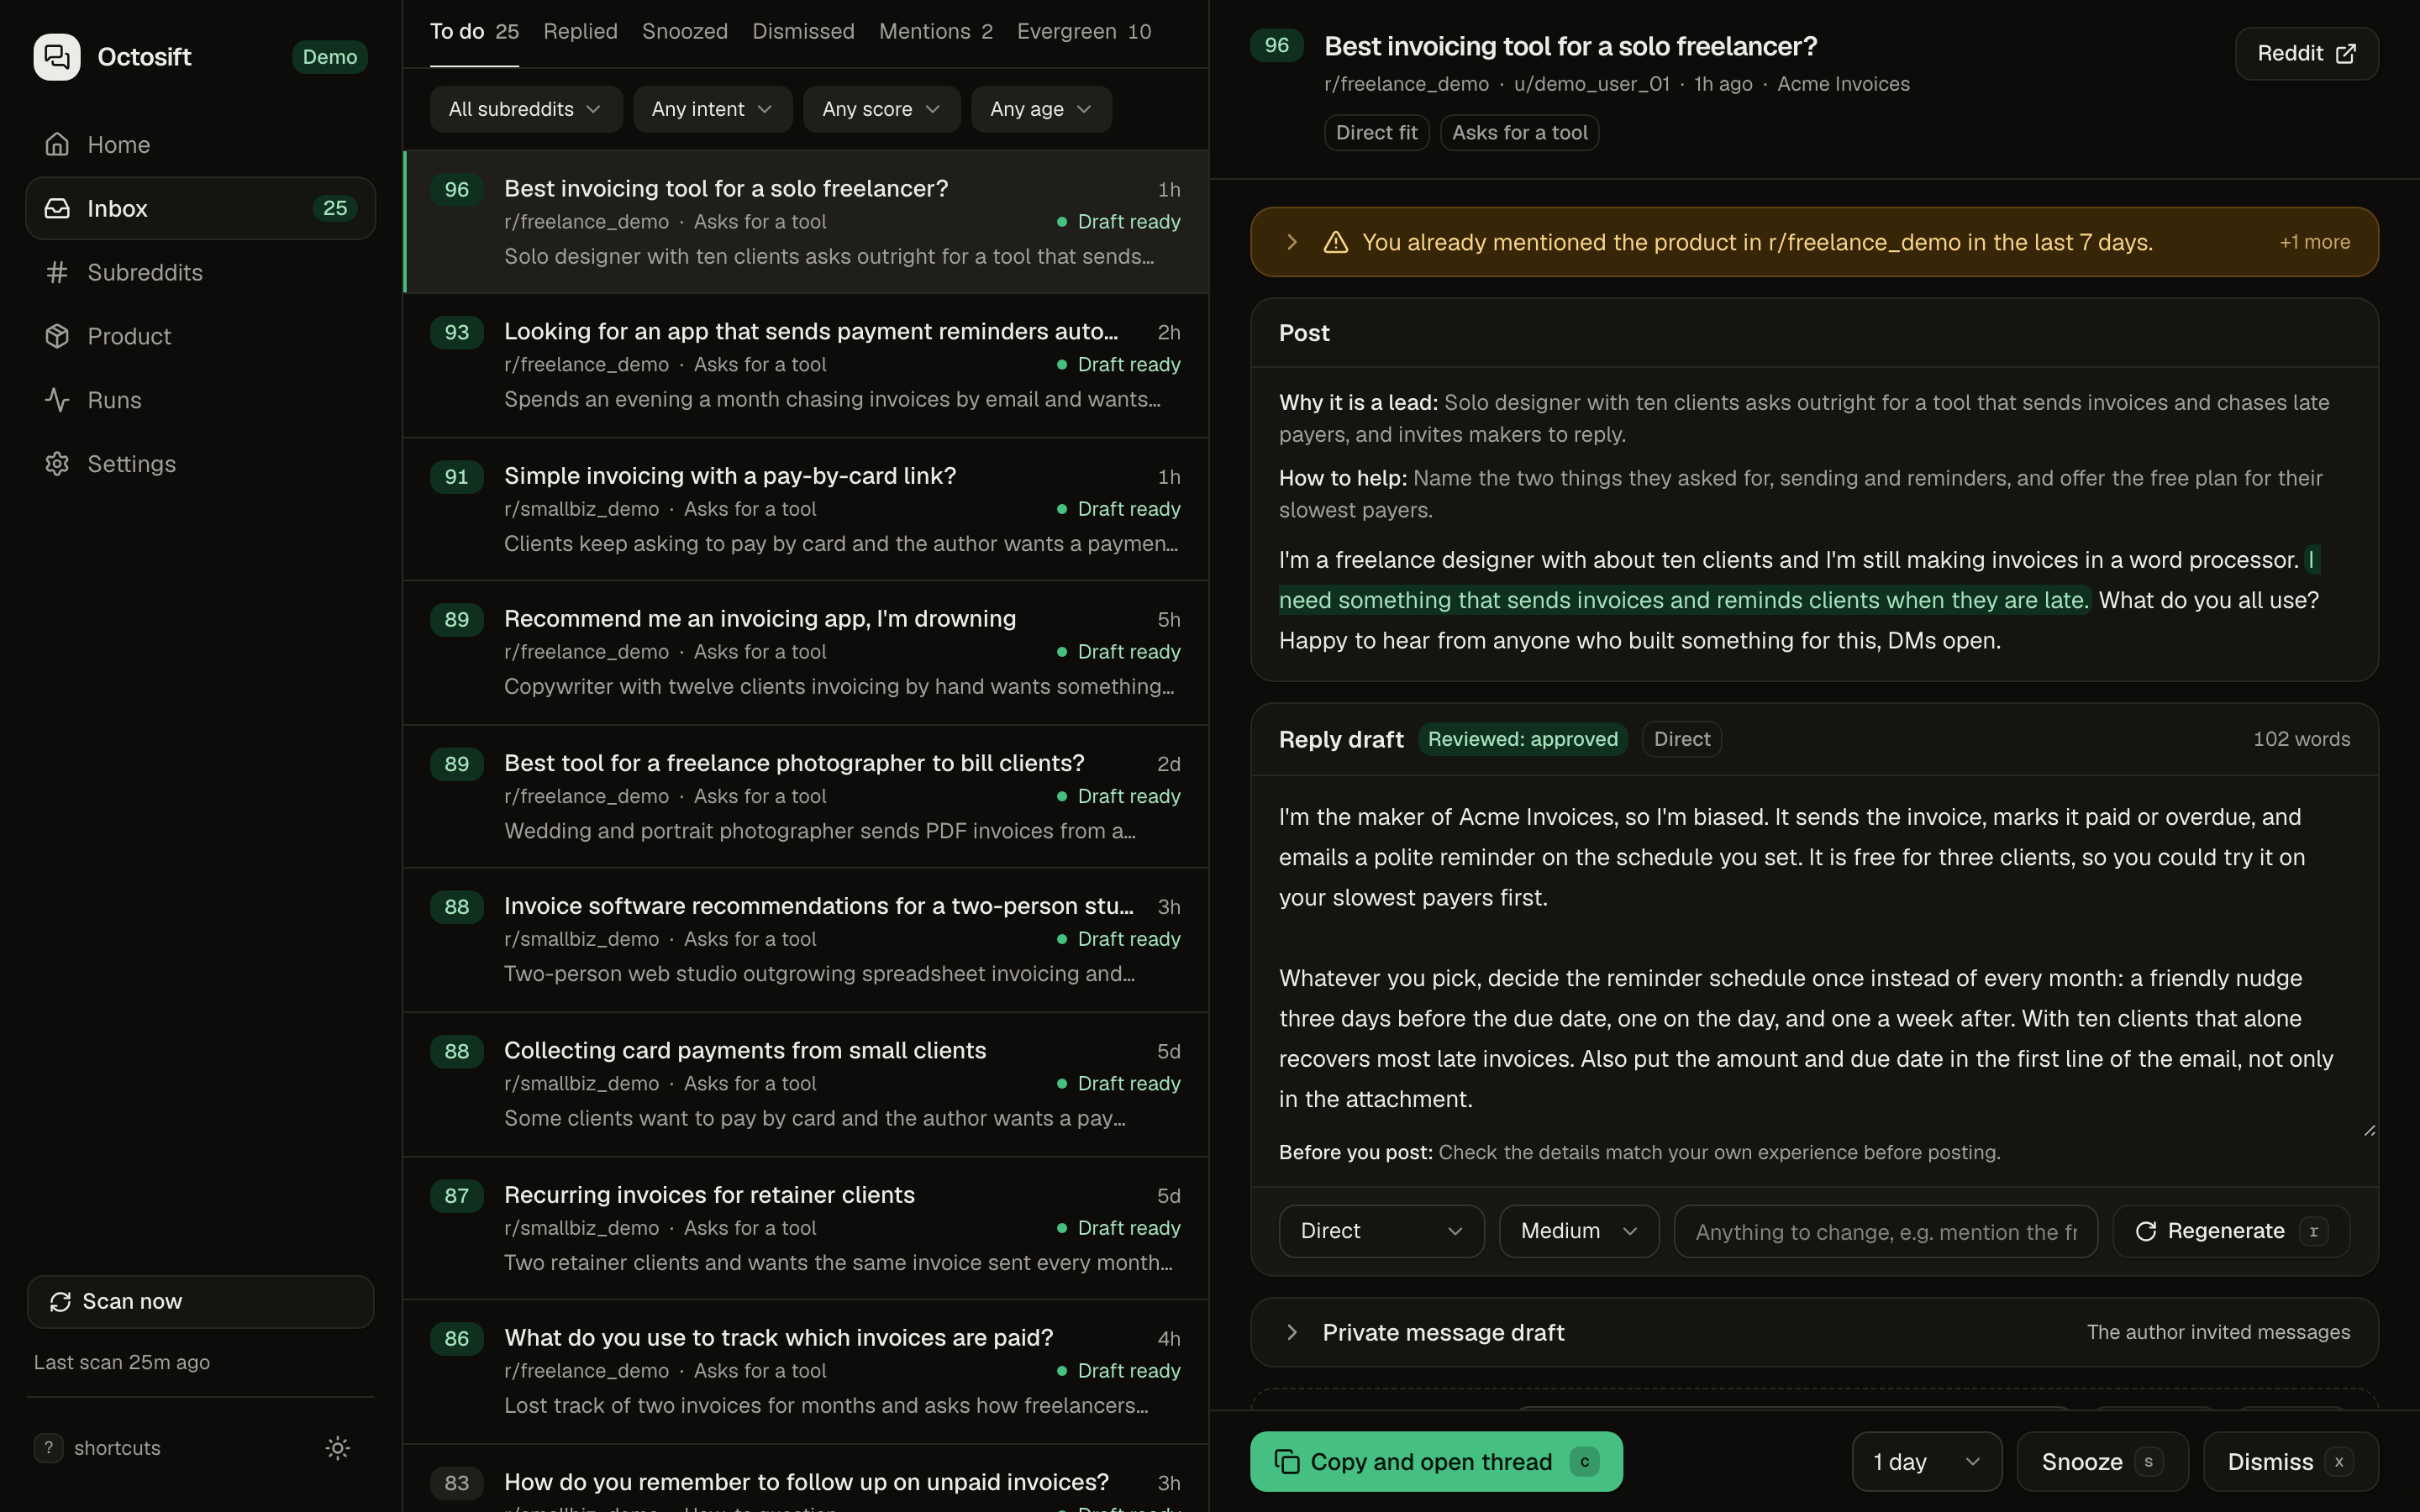 Octosift
Demo
Home
Inbox 25
Subreddits
Product
Runs
Settings
Scan now
Last scan 25m ago
? shortcuts
To do 25 Replied Snoozed Dismissed Mentions 2 Evergreen 10
All subreddits Any intent Any score Any age
96 Best invoicing tool for a solo freelancer? 1h
r/freelance_demo · Asks for a tool Draft ready
Solo designer with ten clients asks outright for a tool that sends...
93 Looking for an app that sends payment reminders auto... 2h
r/freelance_demo · Asks for a tool Draft ready
Spends an evening a month chasing invoices by email and wants...
91 Simple invoicing with a pay-by-card link? 1h
r/smallbiz_demo · Asks for a tool Draft ready
Clients keep asking to pay by card and the author wants a paymen...
89 Recommend me an invoicing app, I'm drowning 5h
r/freelance_demo · Asks for a tool Draft ready
Copywriter with twelve clients invoicing by hand wants something...
89 Best tool for a freelance photographer to bill clients? 2d
r/freelance_demo · Asks for a tool Draft ready
Wedding and portrait photographer sends PDF invoices from a...
88 Invoice software recommendations for a two-person stu... 3h
r/smallbiz_demo · Asks for a tool Draft ready
Two-person web studio outgrowing spreadsheet invoicing and...
88 Collecting card payments from small clients 5d
r/smallbiz_demo · Asks for a tool Draft ready
Some clients want to pay by card and the author wants a pay...
87 Recurring invoices for retainer clients 5d
r/smallbiz_demo · Asks for a tool Draft ready
Two retainer clients and wants the same invoice sent every month...
86 What do you use to track which invoices are paid? 4h
r/freelance_demo · Asks for a tool Draft ready
Lost track of two invoices for months and asks how freelancers...
83 How do you remember to follow up on unpaid invoices? 3h
96 Best invoicing tool for a solo freelancer? Reddit
r/freelance_demo · u/demo_user_01 · 1h ago · Acme Invoices
Direct fit Asks for a tool
You already mentioned the product in r/freelance_demo in the last 7 days. +1 more
Post
Why it is a lead: Solo designer with ten clients asks outright for a tool that sends invoices and chases late
payers, and invites makers to reply.
How to help: Name the two things they asked for, sending and reminders, and offer the free plan for their
slowest payers.
I'm a freelance designer with about ten clients and I'm still making invoices in a word processor. I
need something that sends invoices and reminds clients when they are late. What do you all use?
Happy to hear from anyone who built something for this, DMs open.
Reply draft Reviewed: approved Direct 102 words
I'm the maker of Acme Invoices, so I'm biased. It sends the invoice, marks it paid or overdue, and
emails a polite reminder on the schedule you set. It is free for three clients, so you could try it on
your slowest payers first.
Whatever you pick, decide the reminder schedule once instead of every month: a friendly nudge
three days before the due date, one on the day, and one a week after. With ten clients that alone
recovers most late invoices. Also put the amount and due date in the first line of the email, not only
in the attachment.
Before you post: Check the details match your own experience before posting.
Direct Medium Anything to change, e.g. mention the fr Regenerate r
Private message draft The author invited messages
Copy and open thread c 1 day Snooze s Dismiss x